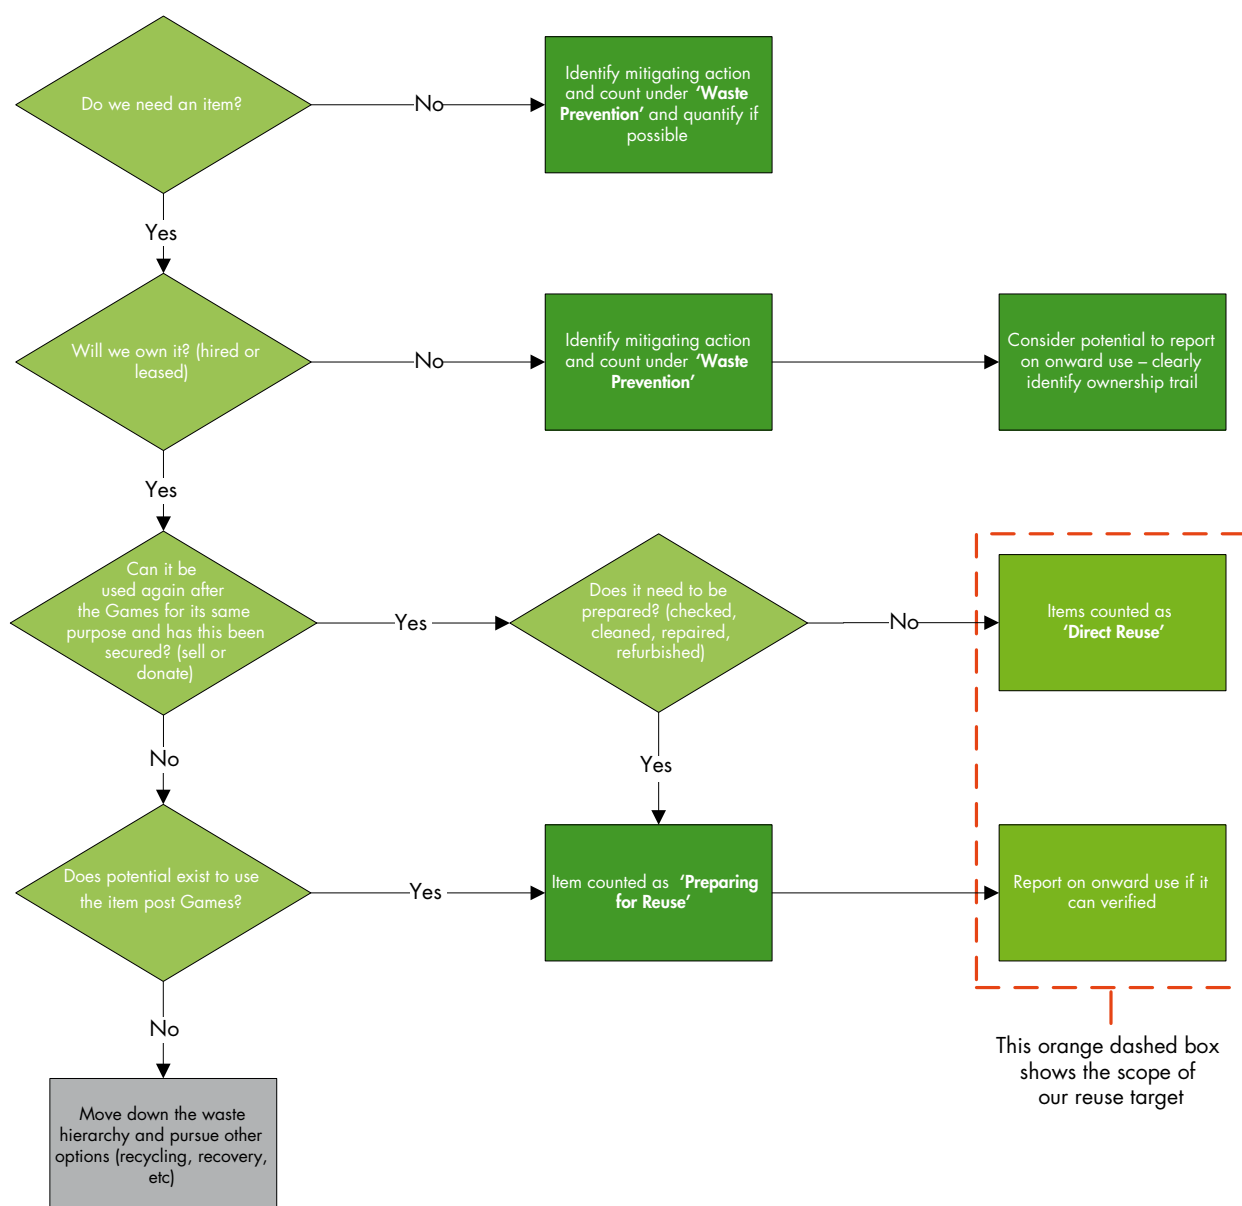 Do we need an item?
No
Identify mitigating action
and count under ‘Waste
Prevention’ and quantify if
possible
Yes
Will we own it? (hired or
leased)
No
Identify mitigating action
and count under ‘Waste
Prevention’
Consider potential to report
on onward use – clearly
identify ownership trail
Yes
Can it be
used again after
the Games for its same
purpose and has this been
secured? (sell or
donate)
Yes
Does it need to be
prepared? (checked,
cleaned, repaired,
refurbished)
No
Items counted as
‘Direct Reuse’
No
Yes
Does potential exist to use
the item post Games?
Yes
Item counted as ‘Preparing
for Reuse’
Report on onward use if it
can verified
No
This orange dashed box
shows the scope of
our reuse target
Move down the waste
hierarchy and pursue other
options (recycling, recovery,
etc)